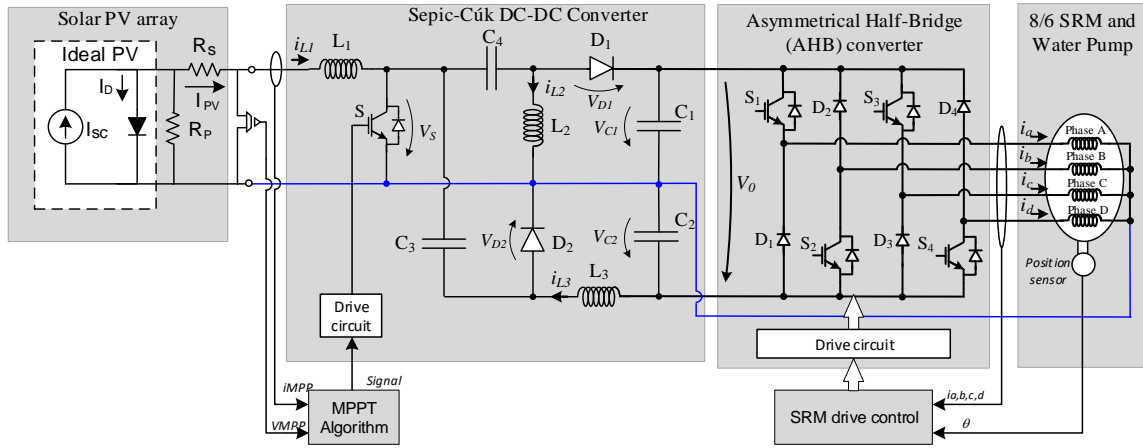 Solar PV array
Sepic-Cúk DC-DC Converter
Asymmetrical Half-Bridge
(AHB) converter
8/6 SRM and
Water Pump
Ideal PV
R_S
I_D
I_PV
I_SC
R_P
i_L1
L_1
C_4
D_1
S
V_S
i_L2
L_2
V_D1
V_C1
C_1
C_3
V_D2
D_2
V_C2
C_2
i_L3
L_3
V_0
S_1
D_2
S_3
D_4
D_1
S_2
D_3
S_4
i_a
Phase A
i_b
Phase B
i_c
Phase C
i_d
Phase D
Position
sensor
Drive
circuit
Drive circuit
iMPP
Signal
VMPP
MPPT
Algorithm
SRM drive control
ia,b,c,d
θ